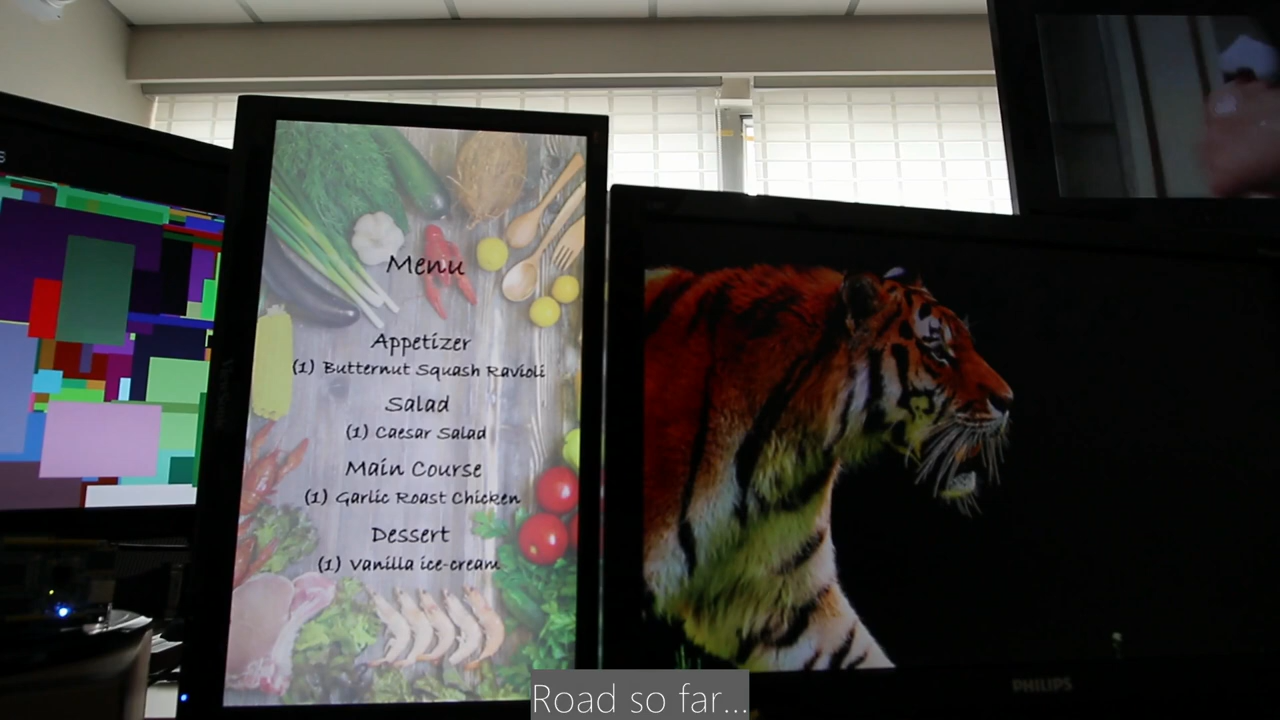 Menu
Appetizer
(1) Butternut Squash Ravioli
Salad
(1) Caesar Salad
Main Course
(1) Garlic Roast Chicken
Dessert
(1) Vanilla ice-cream
PHILIPS
Road so far...